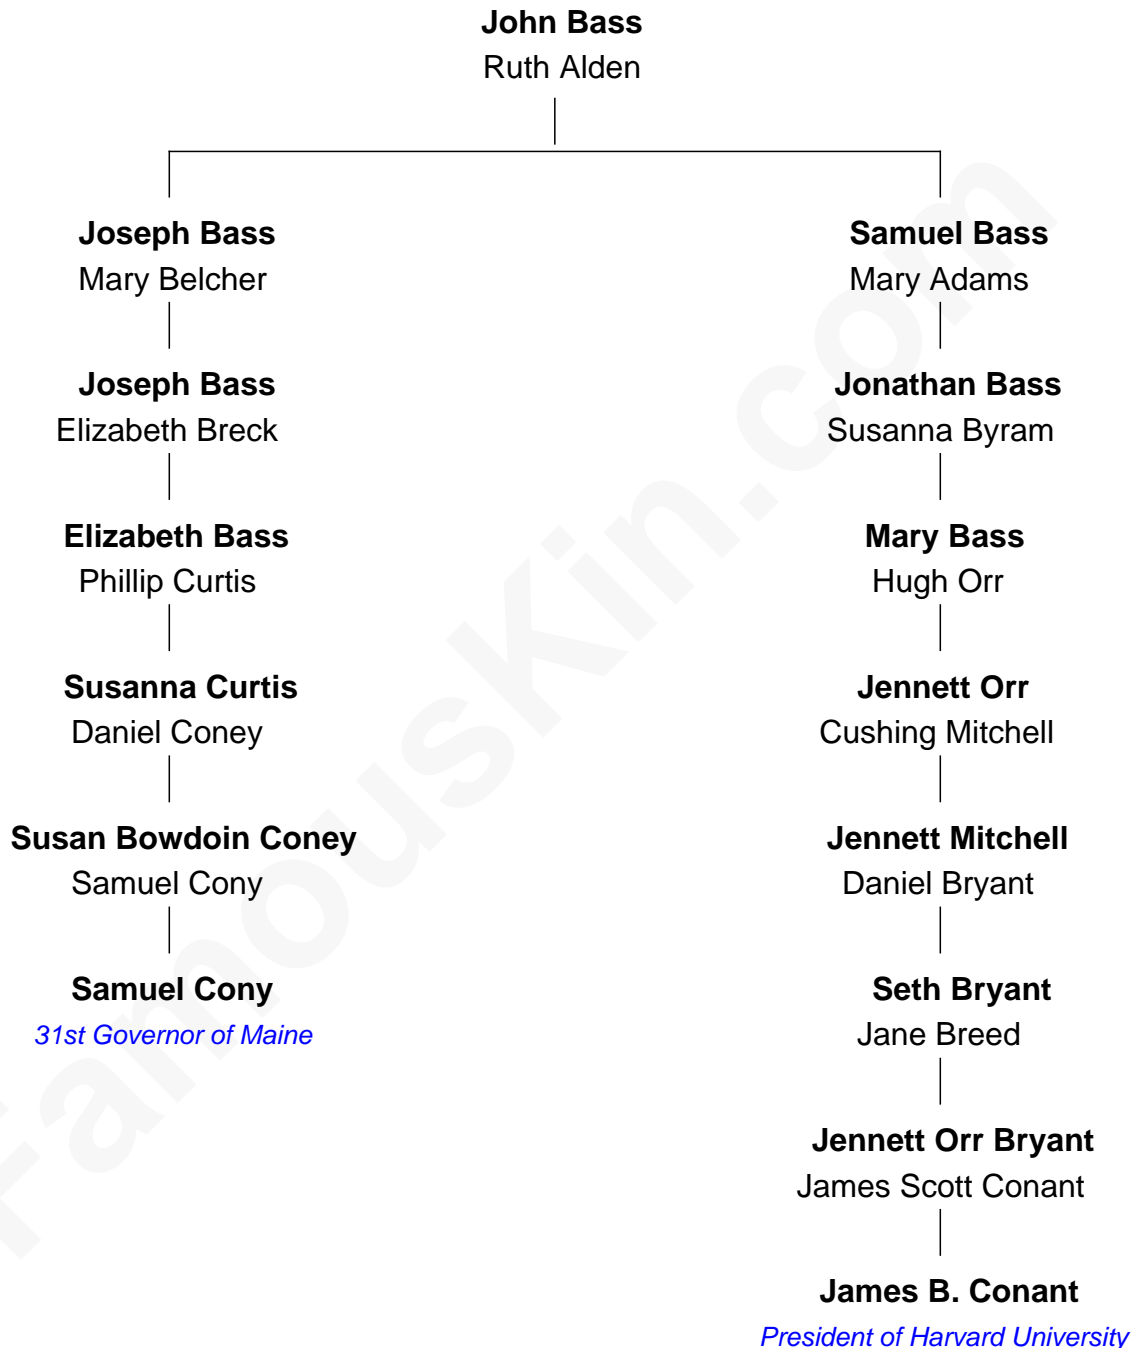 John Bass
Ruth Alden
Joseph Bass
Mary Belcher
Joseph Bass
Elizabeth Breck
Elizabeth Bass
Phillip Curtis
Susanna Curtis
Daniel Coney
Susan Bowdoin Coney
Samuel Cony
Samuel Cony
31st Governor of Maine
Samuel Bass
Mary Adams
Jonathan Bass
Susanna Byram
Mary Bass
Hugh Orr
Jennett Orr
Cushing Mitchell
Jennett Mitchell
Daniel Bryant
Seth Bryant
Jane Breed
Jennett Orr Bryant
James Scott Conant
James B. Conant
President of Harvard University
FamousKin.com